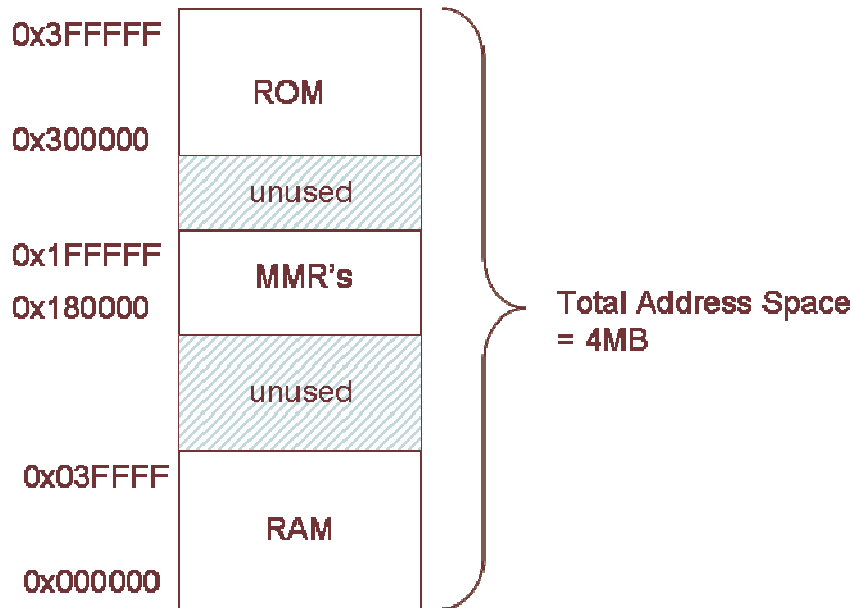 0x3FFFFF
ROM
0x300000
unused
0x1FFFFF
MMR's
0x180000
Total Address Space
= 4MB
unused
0x03FFFF
RAM
0x000000